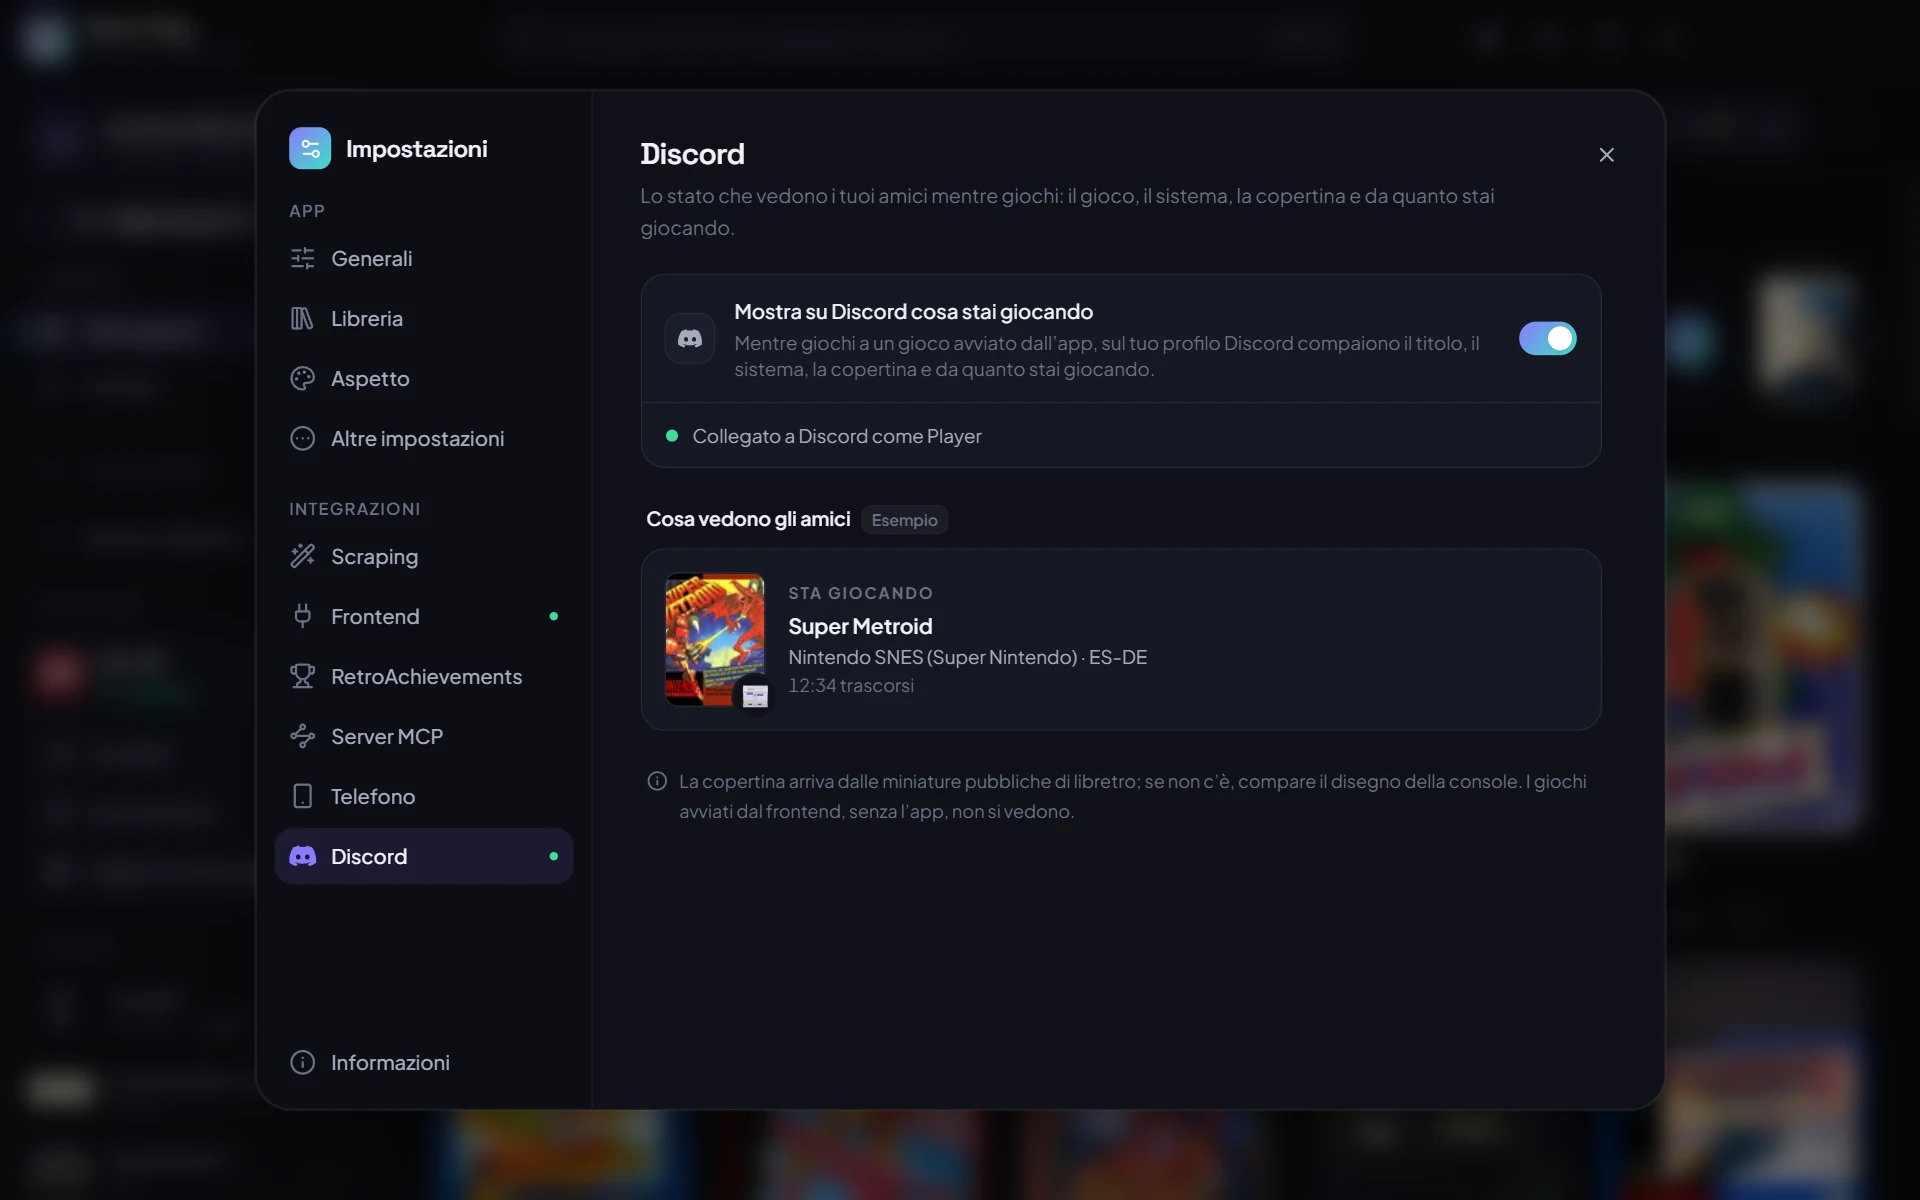 Impostazioni
APP
Generali
Libreria
Aspetto
Altre impostazioni
INTEGRAZIONI
Scraping
Frontend
RetroAchievements
Server MCP
Telefono
Discord
Informazioni
Discord
Lo stato che vedono i tuoi amici mentre giochi: il gioco, il sistema, la copertina e da quanto stai
giocando.
Mostra su Discord cosa stai giocando
Mentre giochi a un gioco avviato dall'app, sul tuo profilo Discord compaiono il titolo, il
sistema, la copertina e da quanto stai giocando.
Collegato a Discord come Player
Cosa vedono gli amici Esempio
SUPER
METROID
STA GIOCANDO
Super Metroid
Nintendo SNES (Super Nintendo) · ES-DE
12:34 trascorsi
La copertina arriva dalle miniature pubbliche di libretro; se non c'è, compare il disegno della console. I giochi
avviati dal frontend, senza l'app, non si vedono.